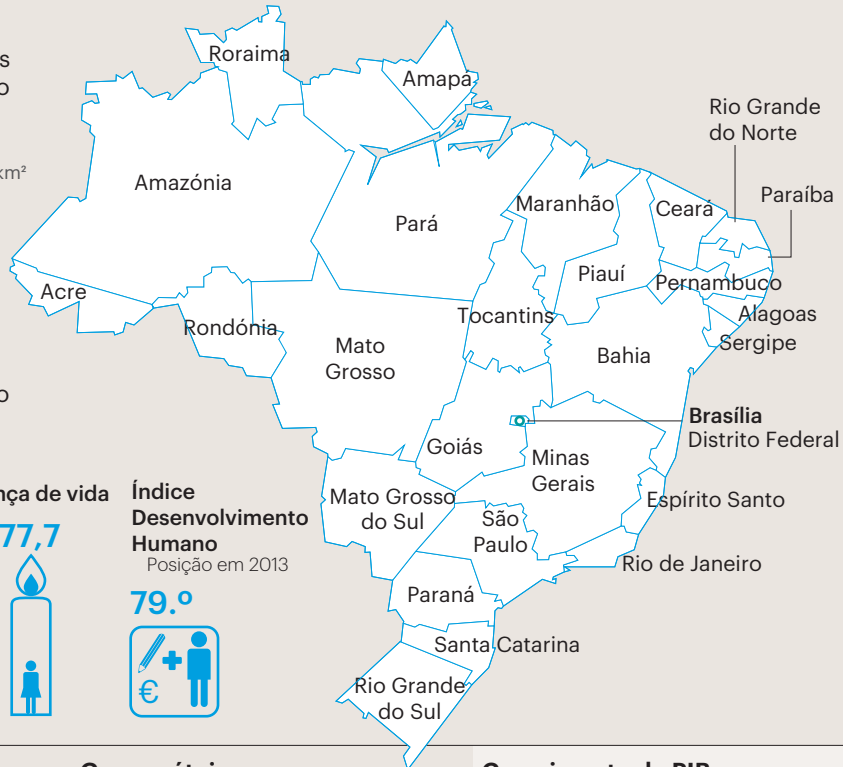 s
o
km²
o
Roraima
Amapá
Rio Grande
do Norte
Amazónia
Pará
Maranhão
Ceará
Paraíba
Acre
Rondónia
Piauí
Pernambuco
Tocantins
Alagoas
Sergipe
Mato
Grosso
Bahia
Brasília
Distrito Federal
Goiás
Minas
Gerais
Mato Grosso
do Sul
Espírito Santo
São
Paulo
Rio de Janeiro
Paraná
Santa Catarina
Rio Grande
do Sul
nça de vida
77,7
Índice
Desenvolvimento
Humano
Posição em 2013
79.º
€